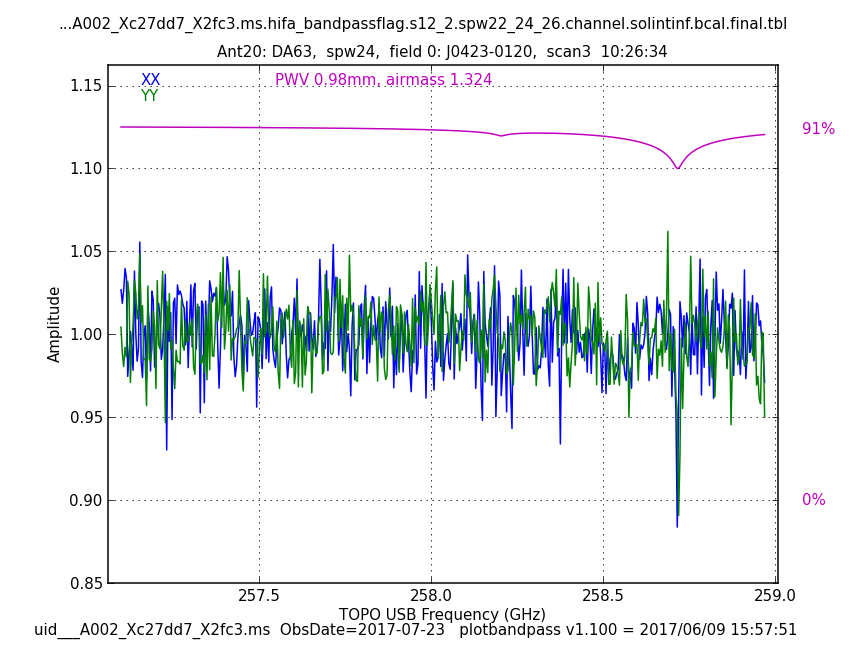 ...A002_Xc27dd7_X2fc3.ms.hifa_bandpassflag.s12_2.spw22_24_26.channel.solintinf.bcal.final.tbl
Ant20: DA63, spw24, field 0: J0423-0120, scan3 10:26:34
XX
PWV 0.98mm, airmass 1.324
YY
1.15
91%
1.10
1.05
1.00
Amplitude
0.95
0.90
0%
0.85
257.5 258.0 258.5 259.0
TOPO USB Frequency (GHz)
uid___A002_Xc27dd7_X2fc3.ms ObsDate=2017-07-23 plotbandpass v1.100 = 2017/06/09 15:57:51